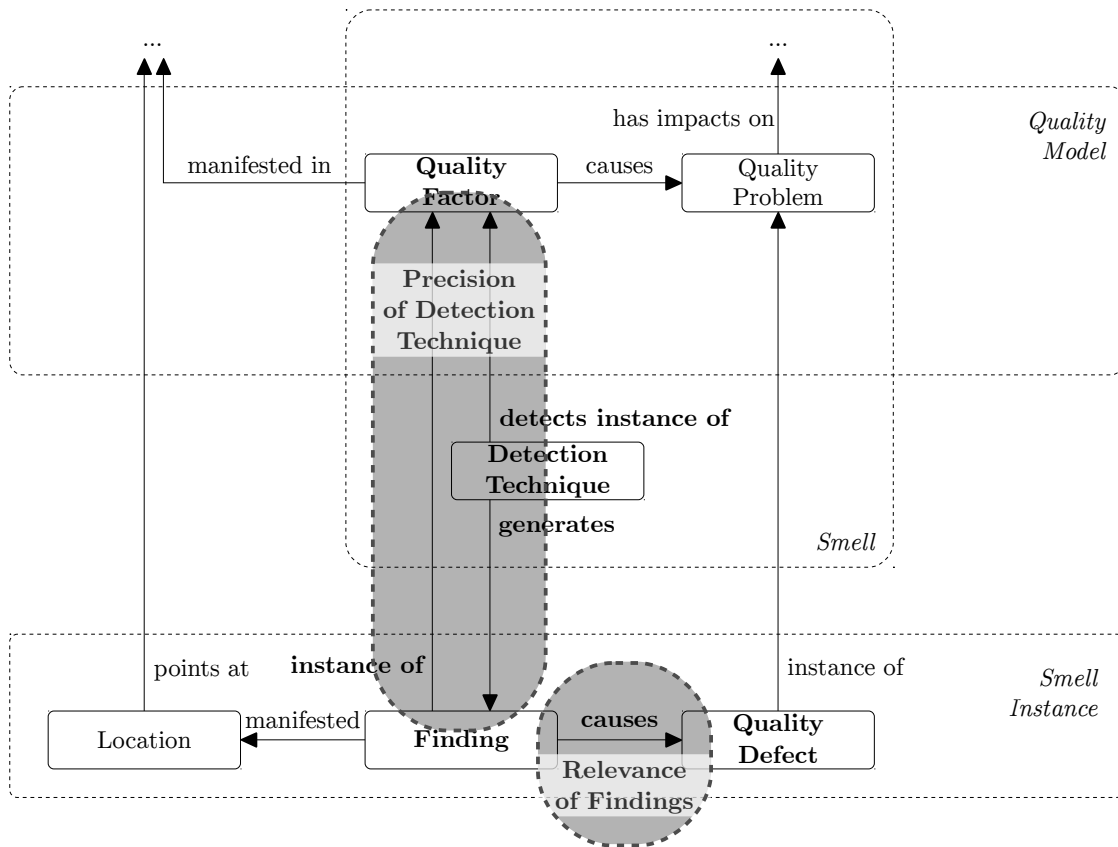 ...
...
has impacts on
Quality
Model
manifested in
Quality
Factor
causes
Quality
Problem
Precision
of Detection
Technique
detects instance of
Detection
Technique
generates
Smell
points at
instance of
instance of
Smell
Instance
Location
manifested
Finding
causes
Quality
Defect
Relevance
of Findings